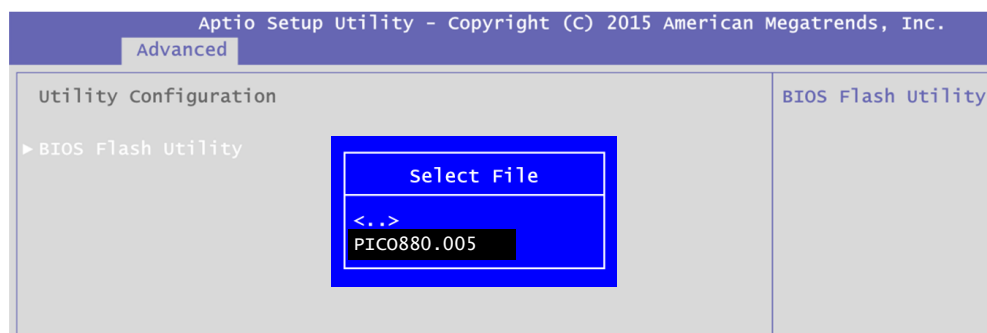 Aptio Setup Utility - Copyright (C) 2015 American Megatrends, Inc.
Advanced
Utility Configuration
BIOS Flash Utility
► BIOS Flash Utility
Select File
<..>
PICO880.005